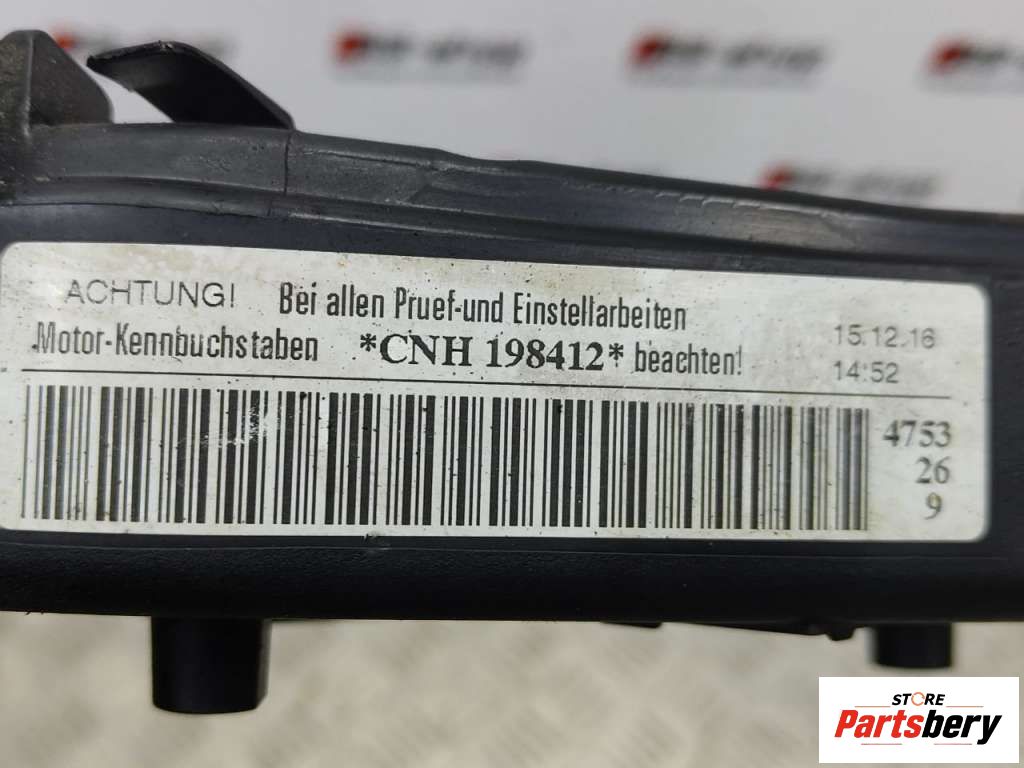 ACHTUNG! Bei allen Pruef-und Einstellarbeiten
Motor-Kennbuchstaben *CNH 198412* beachten!
15.12.16
14:52
4753
26
9
STORE
Partsbery